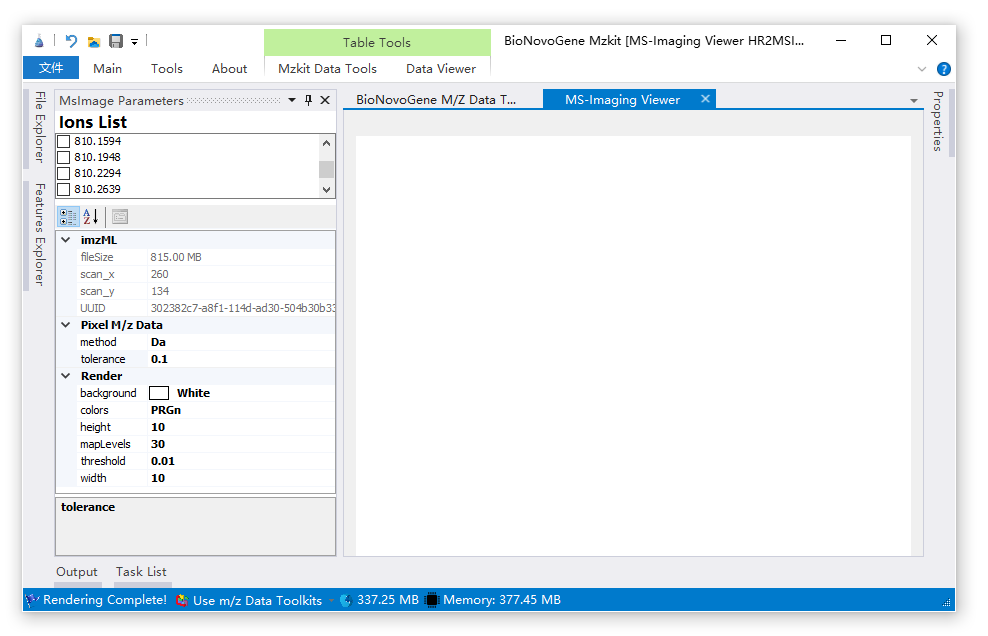 Table Tools
BioNovoGene Mzkit [MS-Imaging Viewer HR2MSI...
文件 Main Tools About Mzkit Data Tools Data Viewer
File Explorer
Features Explorer
MsImage Parameters
Ions List
810.1594
810.1948
810.2294
810.2639
imzML
fileSize 815.00 MB
scan_x 260
scan_y 134
UUID 302382c7-a8f1-114d-ad30-504b30b33
Pixel M/z Data
method Da
tolerance 0.1
Render
background White
colors PRGn
height 10
mapLevels 30
threshold 0.01
width 10
tolerance
BioNovoGene M/Z Data T... MS-Imaging Viewer
Properties
Output Task List
Rendering Complete! Use m/z Data Toolkits 337.25 MB Memory: 377.45 MB